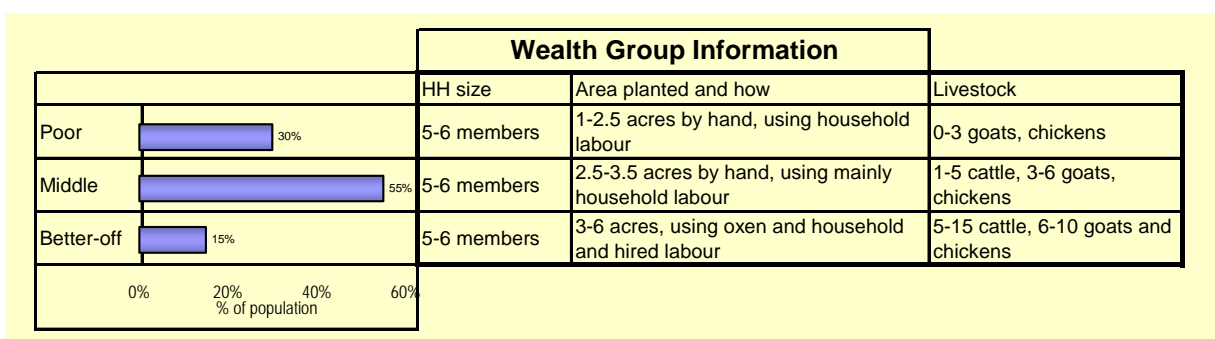 Wealth Group Information
HH size
Area planted and how
Livestock
Poor
30%
5-6 members
1-2.5 acres by hand, using household
labour
0-3 goats, chickens
Middle
55%
5-6 members
2.5-3.5 acres by hand, using mainly
household labour
1-5 cattle, 3-6 goats,
chickens
Better-off
15%
5-6 members
3-6 acres, using oxen and household
and hired labour
5-15 cattle, 6-10 goats and
chickens
0%
20%
40%
60%
% of population